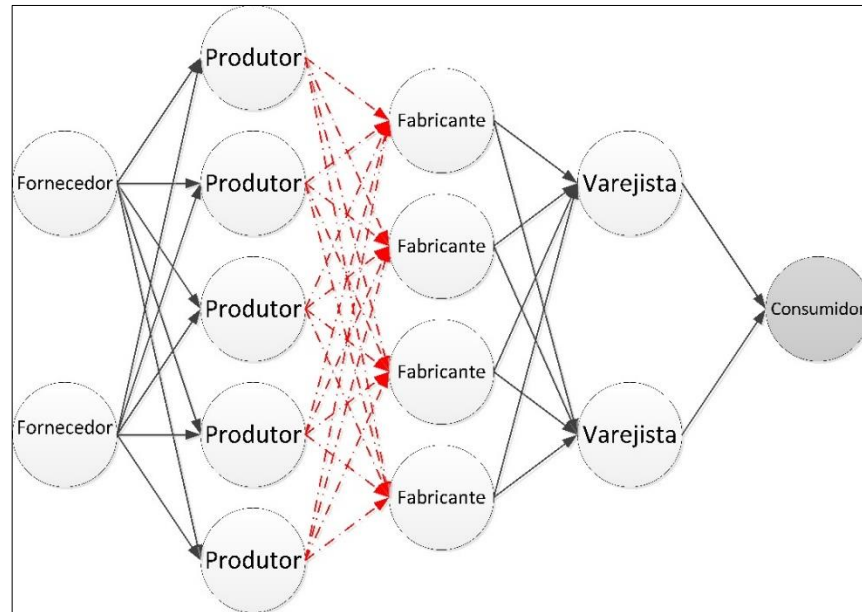 Fornecedor
Fornecedor
Produtor
Produtor
Produtor
Produtor
Produtor
Fabricante
Fabricante
Fabricante
Fabricante
Varejista
Varejista
Consumidor